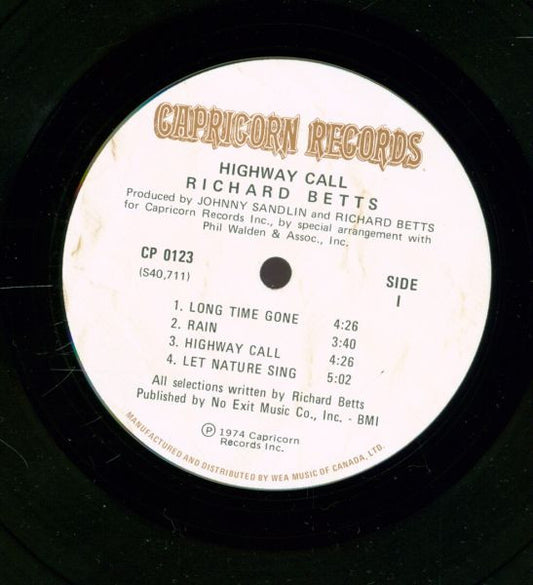 CAPRICORN RECORDS
HIGHWAY CALL
RICHARD BETTS
Produced by JOHNNY SANDLIN and RICHARD BETTS
for Capricorn Records Inc., by special arrangement with
Phil Walden & Assoc., Inc.
CP 0123
(S40,711)
SIDE
I
1. LONG TIME GONE 4:26
2. RAIN 3:40
3. HIGHWAY CALL 4:26
4. LET NATURE SING 5:02
All selections written by Richard Betts
Published by No Exit Music Co., Inc. - BMI
Ⓟ 1974 Capricorn
Records Inc.
MANUFACTURED AND DISTRIBUTED BY WEA MUSIC OF CANADA, LTD.